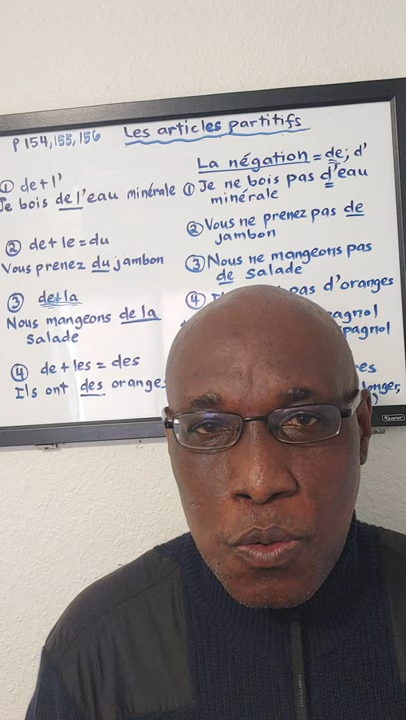 P 154,155,156
Les articles partitifs
① de + l'
Je bois de l'eau minérale
② de + le = du
Vous prenez du jambon
③ de + la
Nous mangeons de la
salade
④ de + les = des
Ils ont des oranges
La négation = de; d'
① Je ne bois pas d'eau
minérale
② Vous ne prenez pas de
jambon
③ Nous ne mangeons pas
de salade
④ pas d'oranges